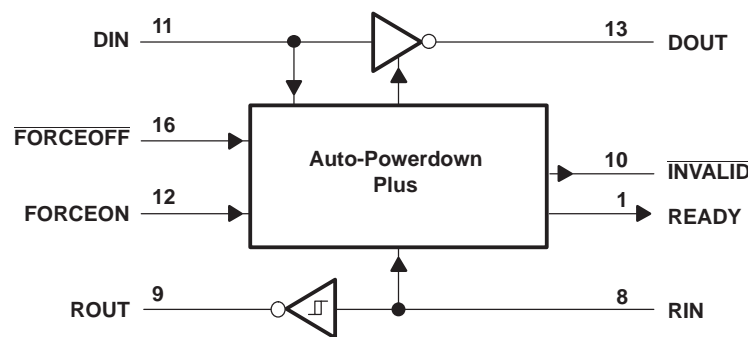 DIN 11 13 DOUT
FORCEOFF 16
Auto-Powerdown
Plus
10 INVALID
FORCEON 12
1 READY
ROUT 9 8 RIN